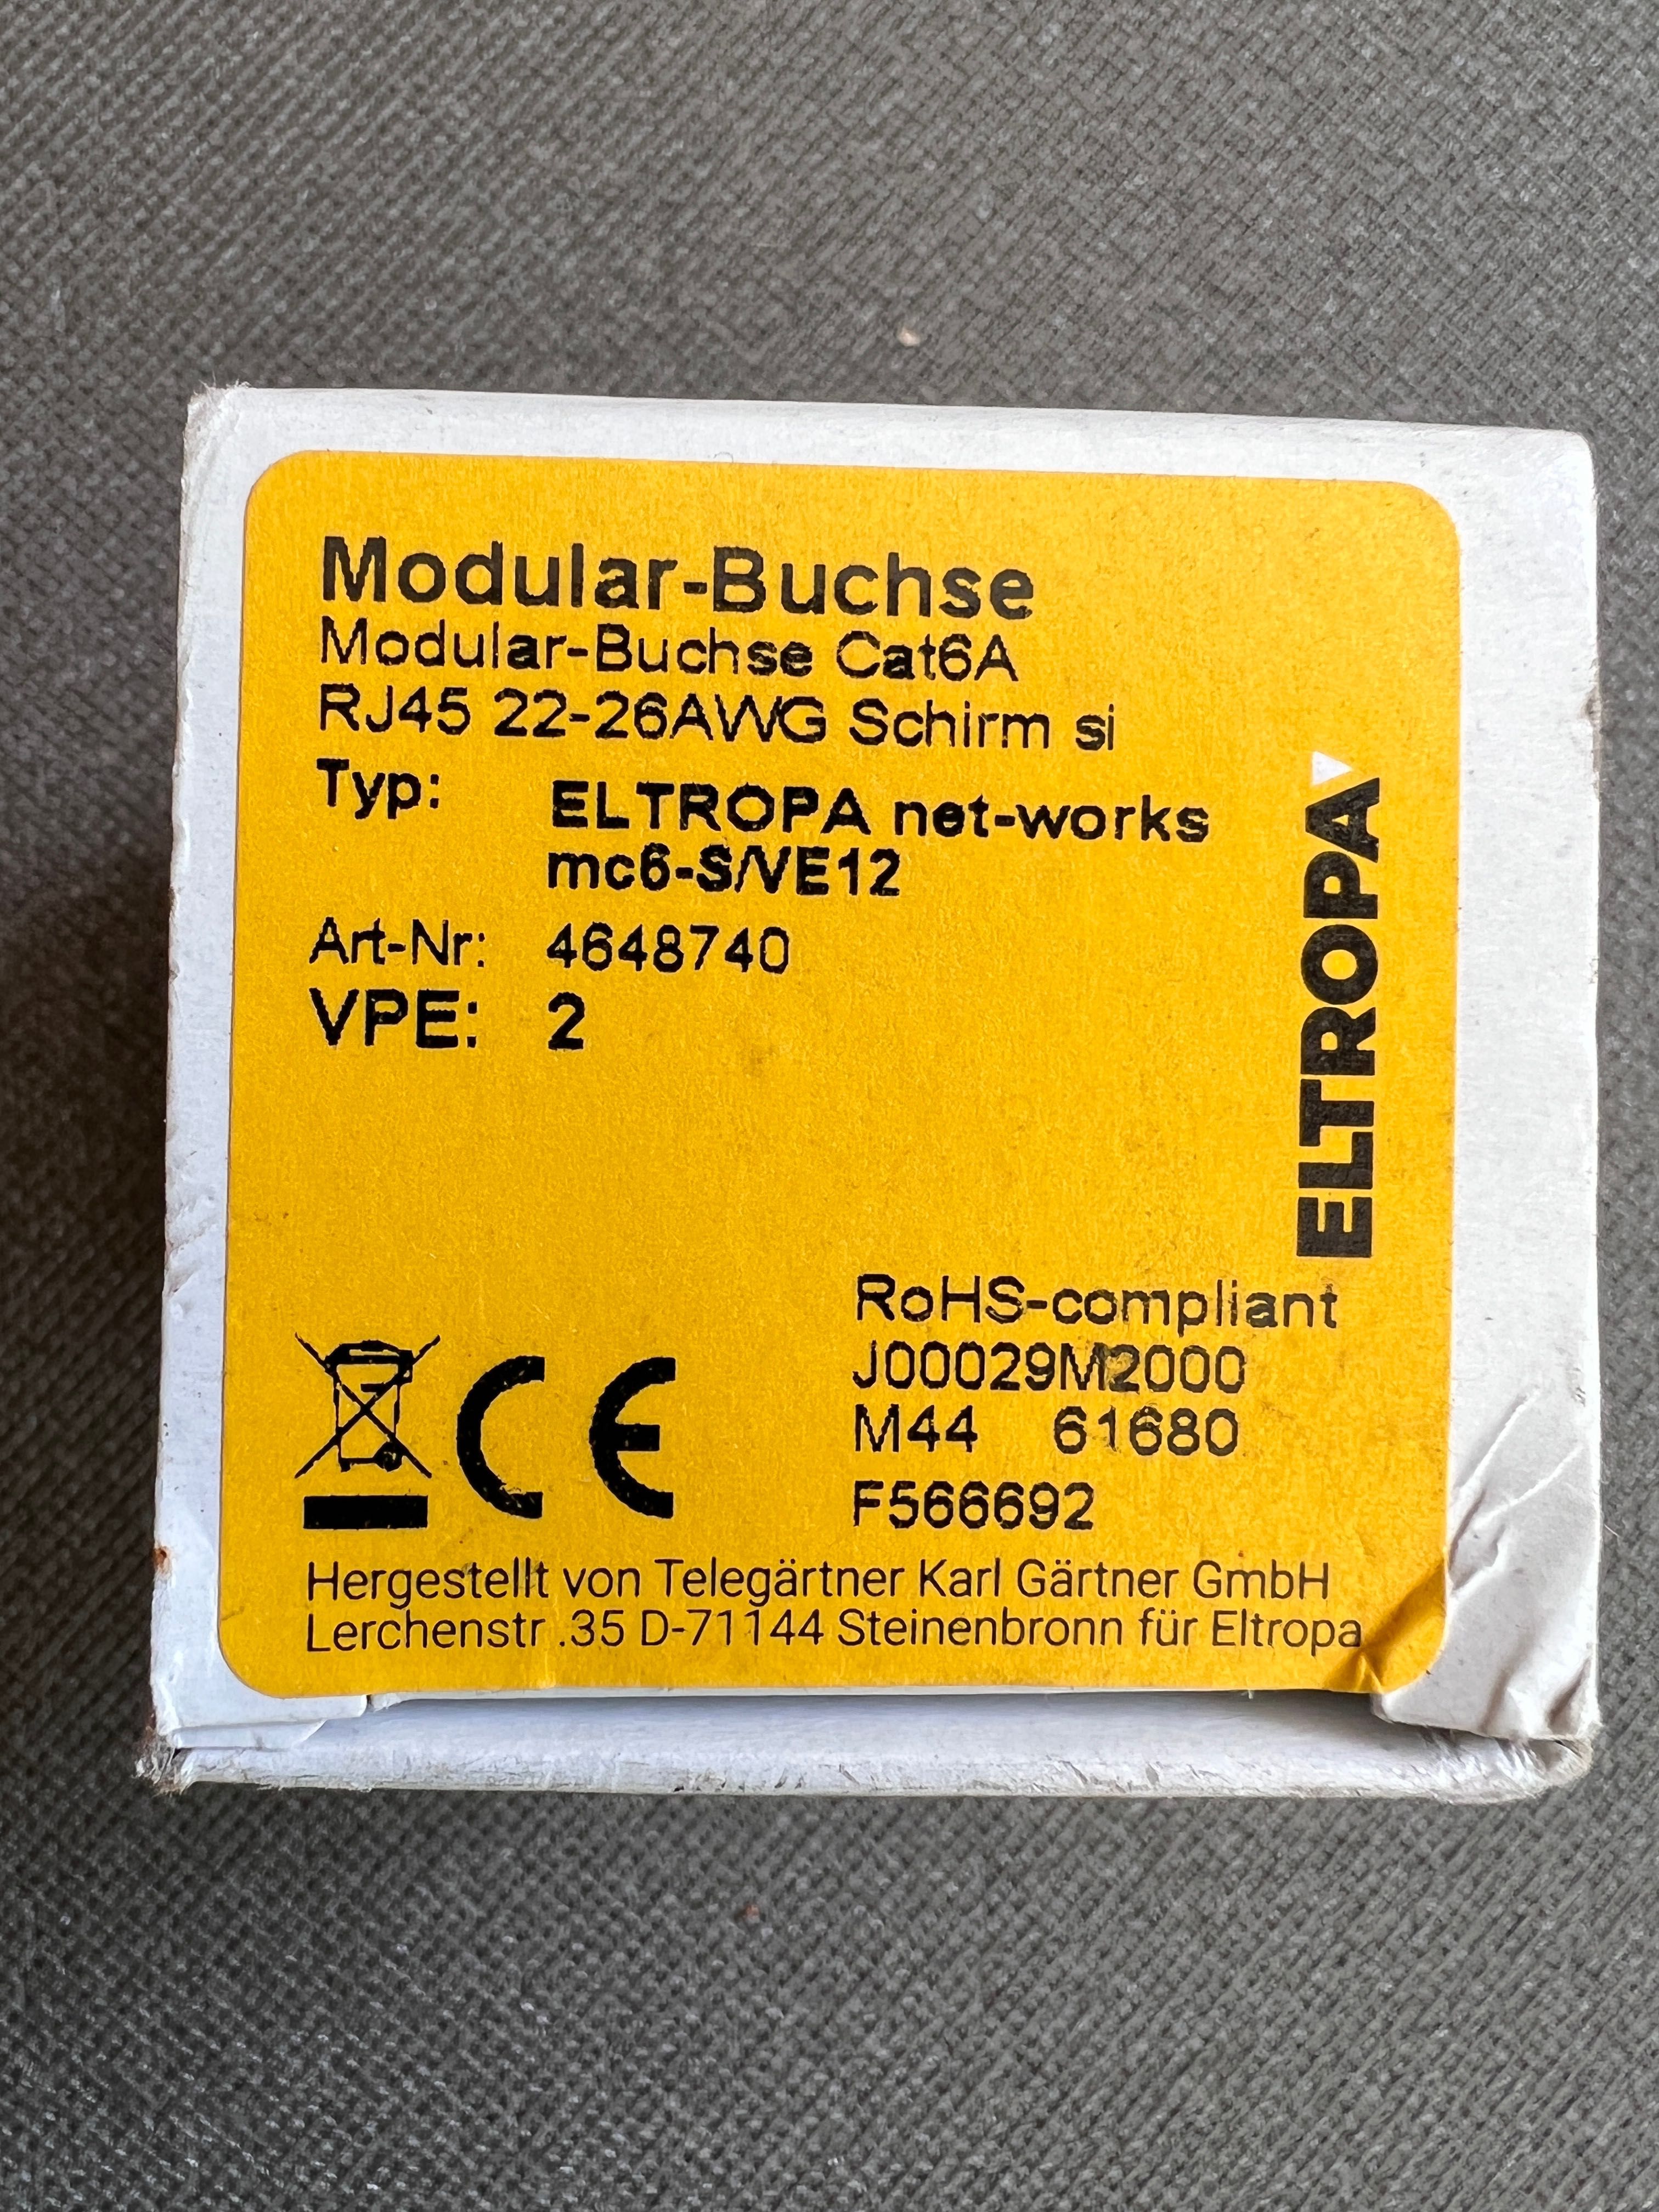 Modular-Buchse
Modular-Buchse Cat6A
RJ45 22-26AWG Schirm si
Typ: ELTROPA net-works
mc6-S/VE12
Art-Nr: 4648740
VPE: 2
ELTROPA
RoHS-compliant
J00029M2000
M44 61680
F566692
CE
Hergestellt von Telegärtner Karl Gärtner GmbH
Lerchenstr .35 D-71144 Steinenbronn für Eltropa